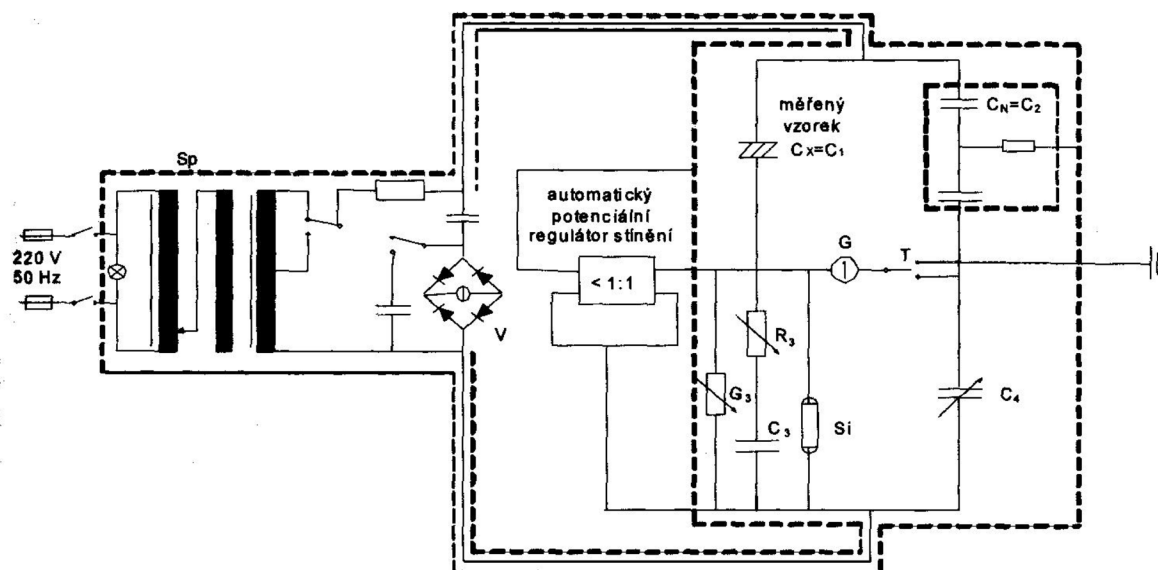 Sp
220 V
50 Hz
V
automatický
potenciální
regulátor stínění
< 1:1
měřený
vzorek
Cx=C1
CN=C2
G
T
R3
G3
C3
Si
C4